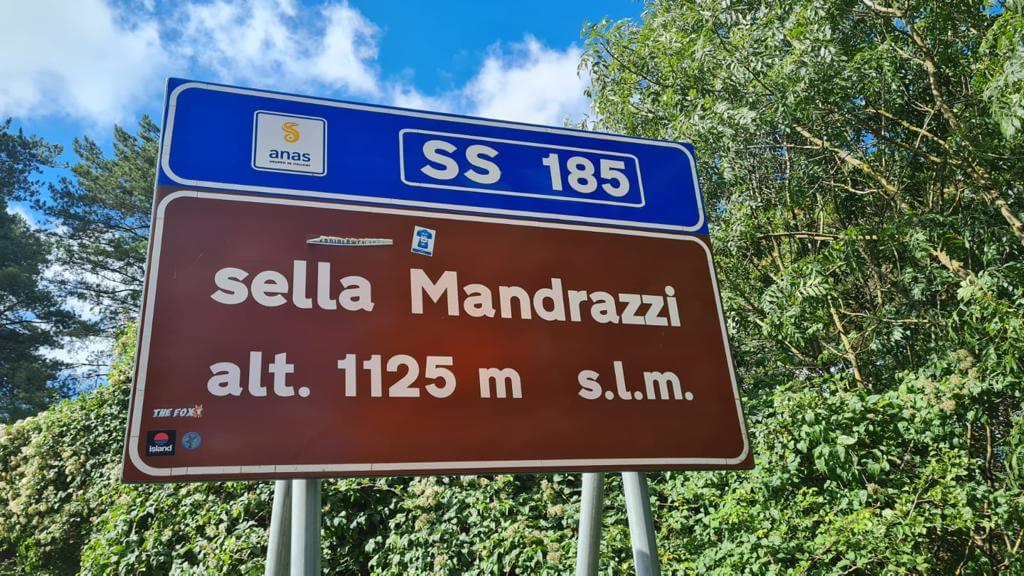 anas
SS 185
sella Mandrazzi
alt. 1125 m s.l.m.
THE FOX
island